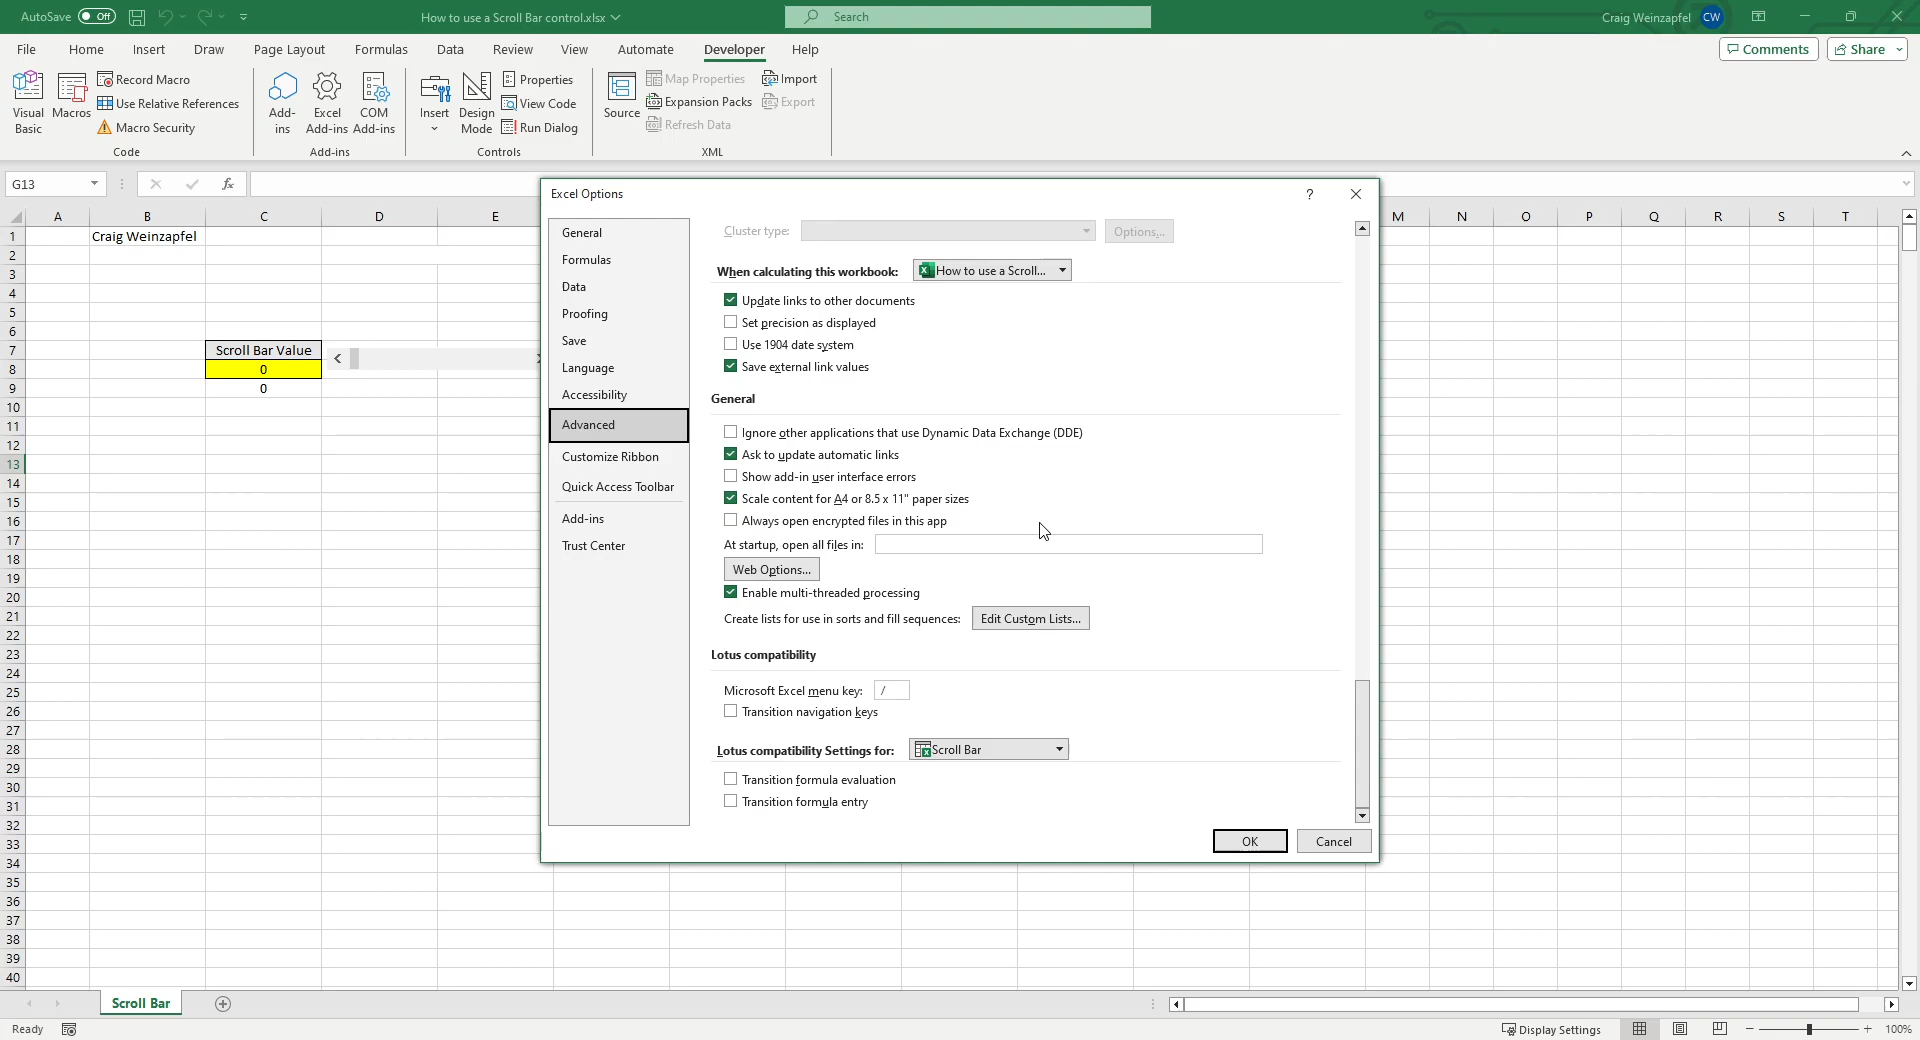 AutoSave Off How to use a Scroll Bar control.xlsx Search Craig Weinzapfel CW
File Home Insert Draw Page Layout Formulas Data Review View Automate Developer Help Comments Share
Visual Basic Macros Record Macro Use Relative References Macro Security Code
Add-ins Excel Add-ins COM Add-ins Add-ins
Insert Design Mode Properties View Code Run Dialog Controls
Source Map Properties Expansion Packs Refresh Data Import Export XML
G13 fx
A B C D E M N O P Q R S T
1 Craig Weinzapfel
2
3
4
5
6
7 Scroll Bar Value
8 0
9 0
10
11
12
13
14
15
16
17
18
19
20
21
22
23
24
25
26
27
28
29
30
31
32
33
34
35
36
37
38
39
40
Excel Options ?
General
Formulas
Data
Proofing
Save
Language
Accessibility
Advanced
Customize Ribbon
Quick Access Toolbar
Add-ins
Trust Center
Cluster type: Options...
When calculating this workbook: How to use a Scroll...
Update links to other documents
Set precision as displayed
Use 1904 date system
Save external link values
General
Ignore other applications that use Dynamic Data Exchange (DDE)
Ask to update automatic links
Show add-in user interface errors
Scale content for A4 or 8.5 x 11" paper sizes
Always open encrypted files in this app
At startup, open all files in:
Web Options...
Enable multi-threaded processing
Create lists for use in sorts and fill sequences: Edit Custom Lists...
Lotus compatibility
Microsoft Excel menu key: /
Transition navigation keys
Lotus compatibility Settings for: Scroll Bar
Transition formula evaluation
Transition formula entry
OK Cancel
Scroll Bar
Ready Display Settings 100%